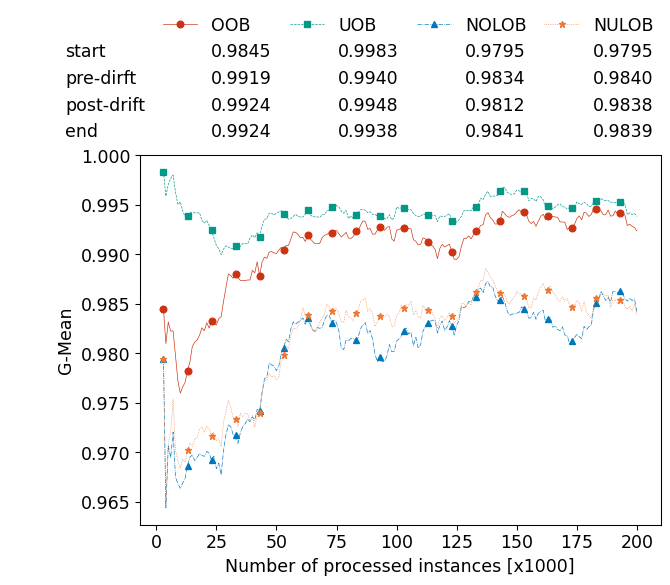 OOB UOB NOLOB NULOB
start 0.9845 0.9983 0.9795 0.9795
pre-dirft 0.9919 0.9940 0.9834 0.9840
post-drift 0.9924 0.9948 0.9812 0.9838
end 0.9924 0.9938 0.9841 0.9839
1.000
0.995
0.990
0.985
0.980
0.975
0.970
0.965
G-Mean
0 25 50 75 100 125 150 175 200
Number of processed instances [x1000]